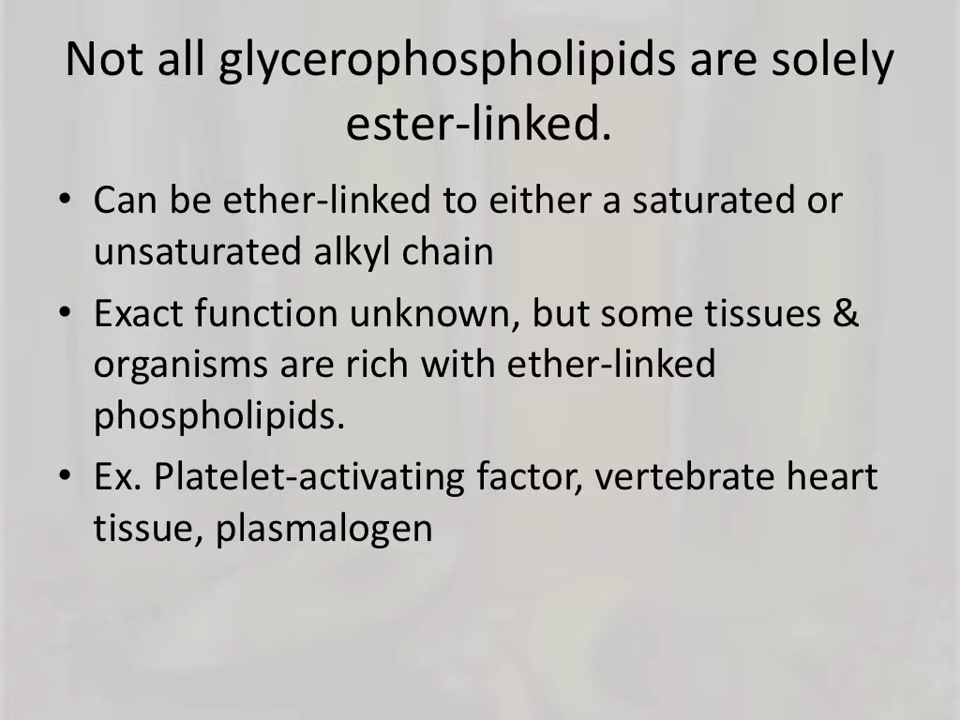 Not all glycerophospholipids are solely
ester-linked.
• Can be ether-linked to either a saturated or
unsaturated alkyl chain
• Exact function unknown, but some tissues &
organisms are rich with ether-linked
phospholipids.
• Ex. Platelet-activating factor, vertebrate heart
tissue, plasmalogen